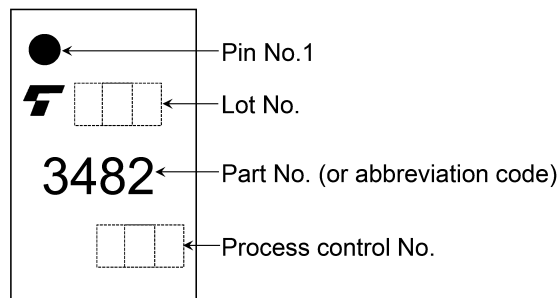 Pin No.1
Lot No.
3482 Part No. (or abbreviation code)
Process control No.